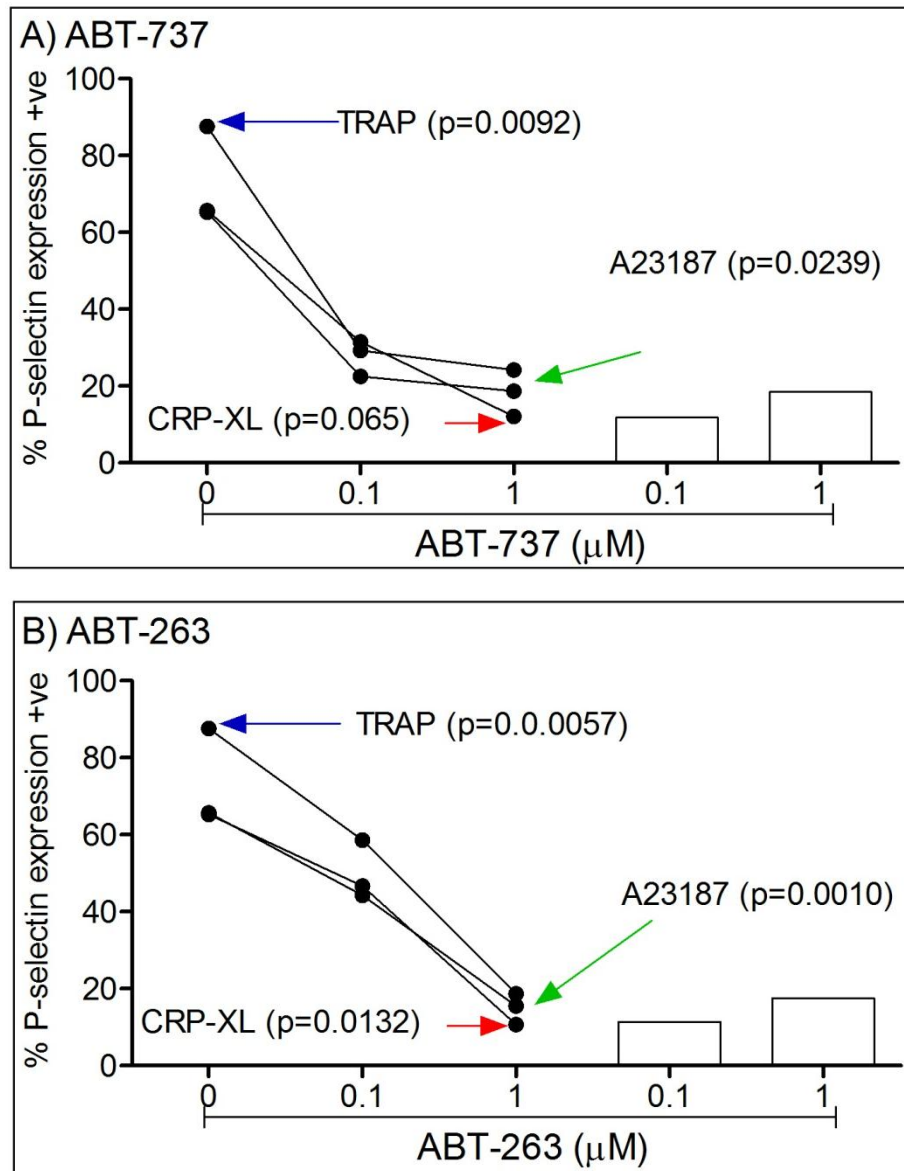 A) ABT-737
% P-selectin expression +ve
100
80
60
40
20
0
TRAP (p=0.0092)
A23187 (p=0.0239)
CRP-XL (p=0.065)
0 0.1 1 0.1 1
ABT-737 (μM)
B) ABT-263
% P-selectin expression +ve
100
80
60
40
20
0
TRAP (p=0.0.0057)
A23187 (p=0.0010)
CRP-XL (p=0.0132)
0 0.1 1 0.1 1
ABT-263 (μM)